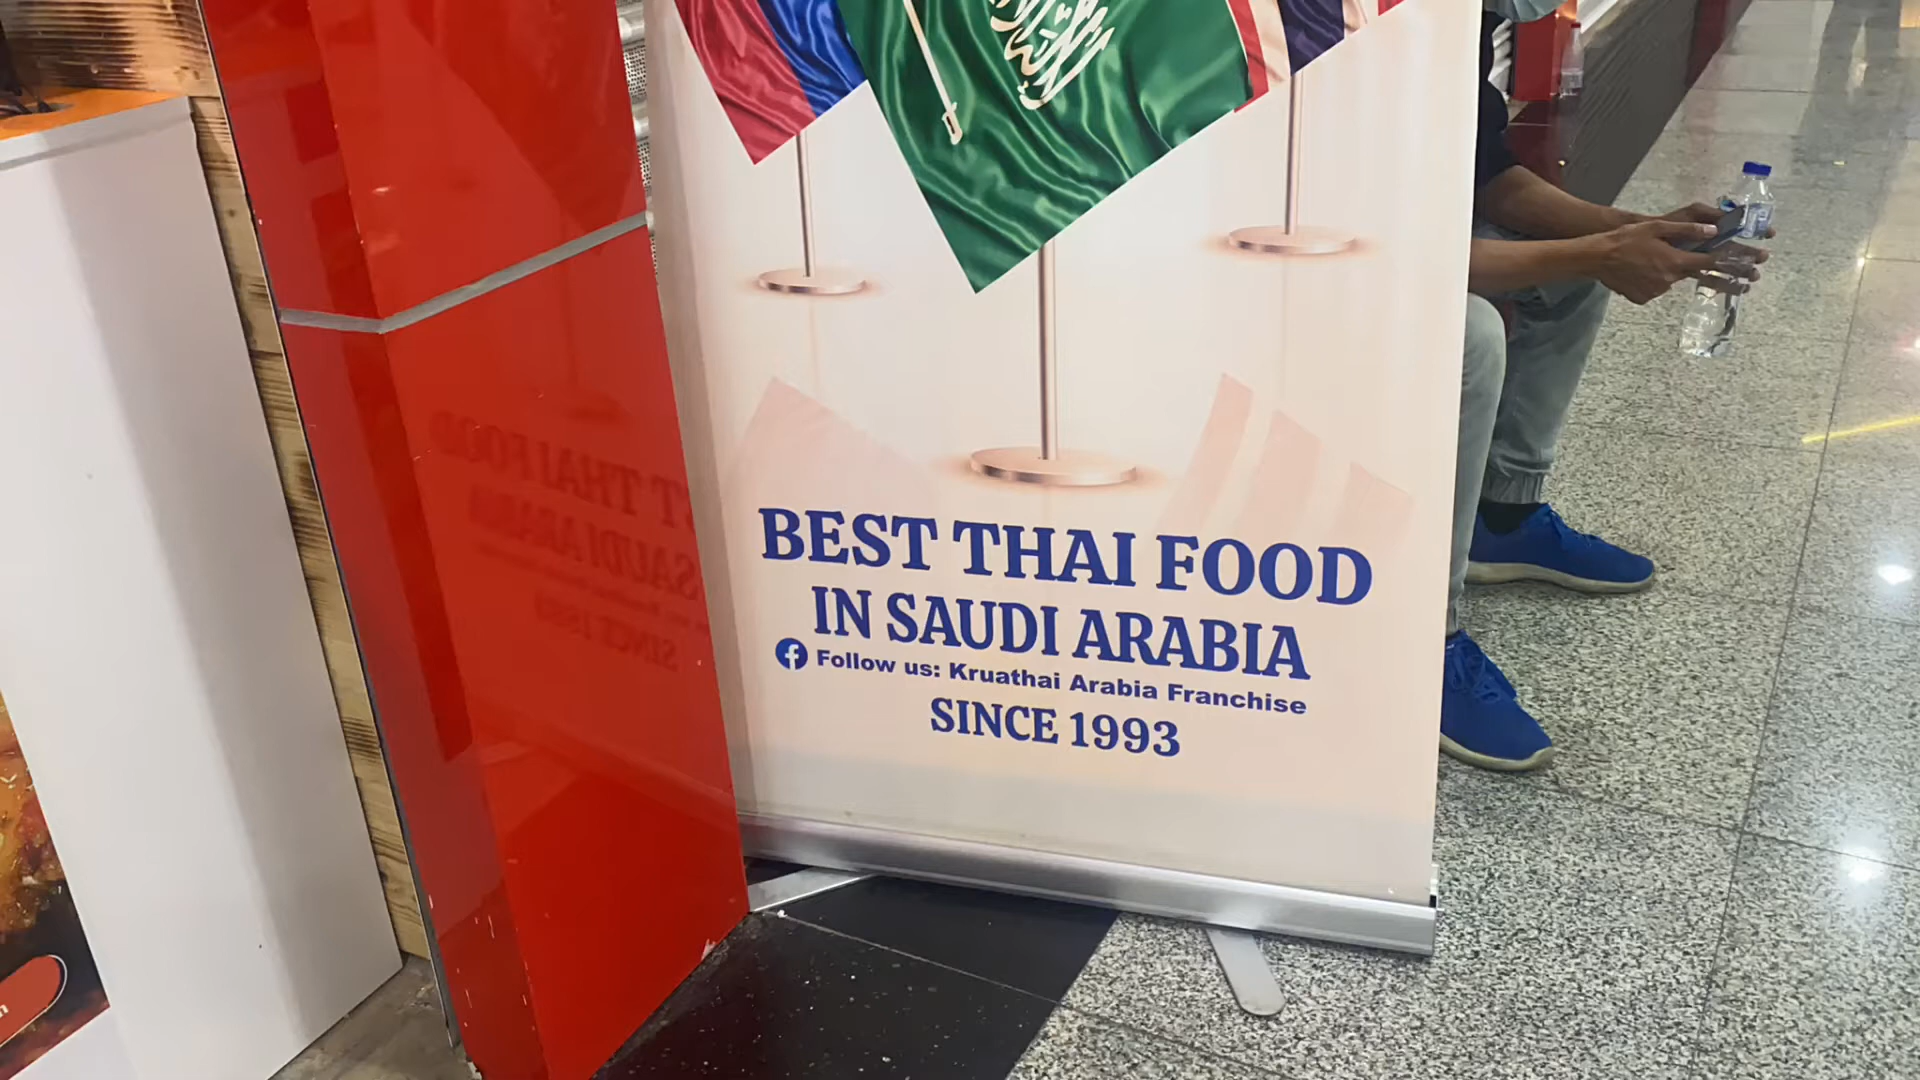 BEST THAI FOOD
IN SAUDI ARABIA
Follow us: Kruathai Arabia Franchise
SINCE 1993